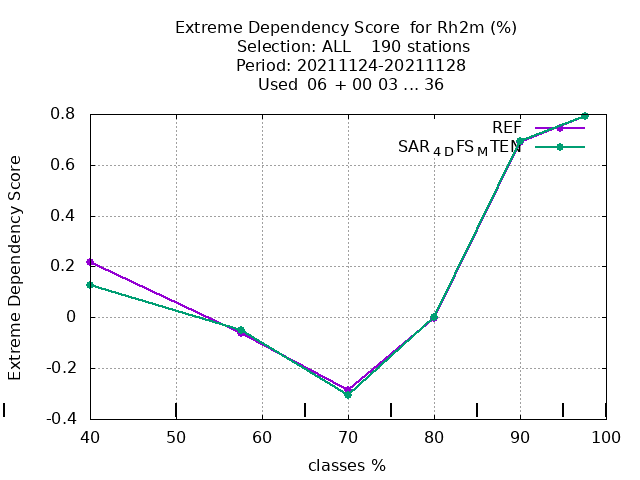 Extreme Dependency Score  for Rh2m (%)
Selection: ALL    190 stations
Period: 20211124-20211128
Used  06 + 00 03 ... 36
REF
SAR4DFSMTEN
Extreme Dependency Score
0.8
0.6
0.4
0.2
0
-0.2
-0.4
40 50 60 70 80 90 100
classes %